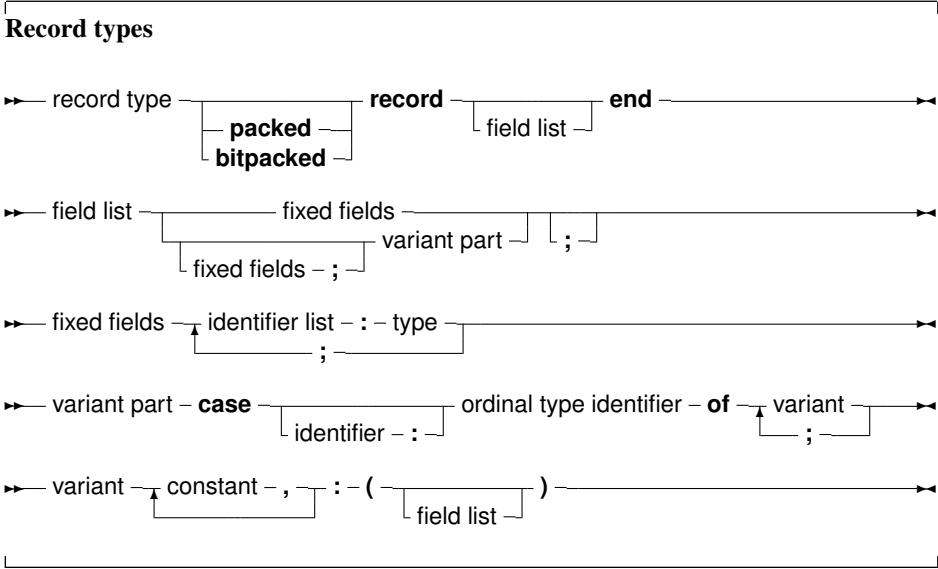 Record types
record type record end
packed field list
bitpacked
field list fixed fields
variant part ;
fixed fields ;
fixed fields identifier list : type
;
variant part case ordinal type identifier of variant
identifier : ;
variant constant , : ( )
field list